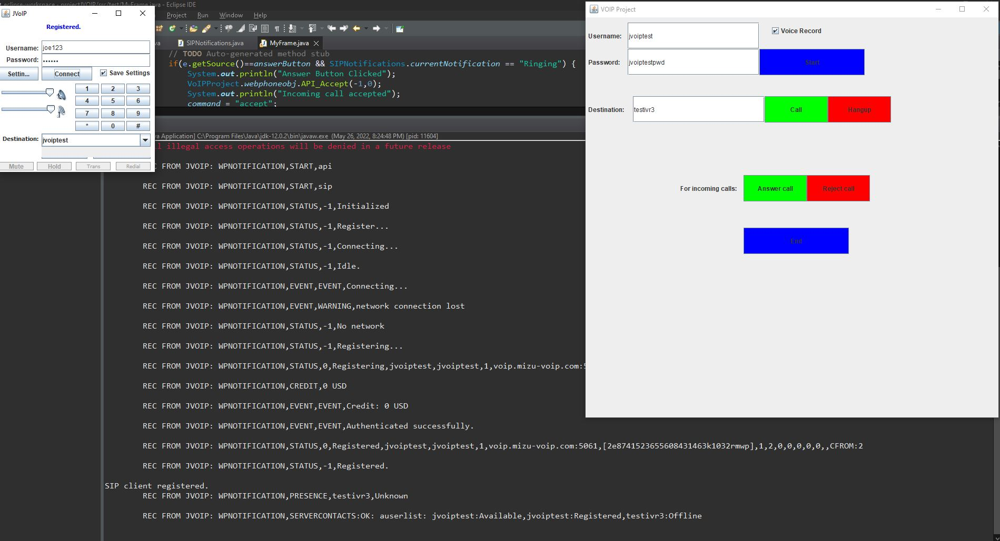 eclipse-workspace - projectJVOIP/src/test/MyFrame.java - Eclipse IDE
Project Run Window Help
SIPNotifications.java MyFrame.java
// TODO Auto-generated method stub
if(e.getSource()==answerButton && SIPNotifications.currentNotification == "Ringing") {
System.out.println("Answer Button Clicked");
VoIPProject.webphoneobj.API_Accept(-1,0);
System.out.println("Incoming call accepted");
command = "accept";
JVoIP
Registered.
Username: joe123
Password: ••••••
Settin... Connect Save Settings
1 2 3
4 5 6
7 8 9
* 0 #
Destination: jvoiptest
Mute Hold Trans Redial
VOIP Project
Username: jvoiptest Voice Record
Password: jvoiptestpwd Start
Destination: testivr3 Call Hangup
For incoming calls: Answer call Reject call
End
Application] C:\Program Files\Java\jdk-12.0.2\bin\javaw.exe (May 26, 2022, 8:24:48 PM) [pid: 11604]
illegal access operations will be denied in a future release
REC FROM JVOIP: WPNOTIFICATION,START,api
REC FROM JVOIP: WPNOTIFICATION,START,sip
REC FROM JVOIP: WPNOTIFICATION,STATUS,-1,Initialized
REC FROM JVOIP: WPNOTIFICATION,STATUS,-1,Register...
REC FROM JVOIP: WPNOTIFICATION,STATUS,-1,Connecting...
REC FROM JVOIP: WPNOTIFICATION,STATUS,-1,Idle.
REC FROM JVOIP: WPNOTIFICATION,EVENT,EVENT,Connecting...
REC FROM JVOIP: WPNOTIFICATION,EVENT,WARNING,network connection lost
REC FROM JVOIP: WPNOTIFICATION,STATUS,-1,No network
REC FROM JVOIP: WPNOTIFICATION,STATUS,-1,Registering...
REC FROM JVOIP: WPNOTIFICATION,STATUS,0,Registering,jvoiptest,jvoiptest,1,voip.mizu-voip.com:5
REC FROM JVOIP: WPNOTIFICATION,CREDIT,0 USD
REC FROM JVOIP: WPNOTIFICATION,EVENT,EVENT,Credit: 0 USD
REC FROM JVOIP: WPNOTIFICATION,EVENT,EVENT,Authenticated successfully.
REC FROM JVOIP: WPNOTIFICATION,STATUS,0,Registered,jvoiptest,jvoiptest,1,voip.mizu-voip.com:5061,[2e8741523655608431463k1032rmwp],1,2,0,0,0,0,0,,CFROM:2
REC FROM JVOIP: WPNOTIFICATION,STATUS,-1,Registered.
SIP client registered.
REC FROM JVOIP: WPNOTIFICATION,PRESENCE,testivr3,Unknown
REC FROM JVOIP: WPNOTIFICATION,SERVERCONTACTS:OK: auserlist: jvoiptest:Available,jvoiptest:Registered,testivr3:Offline